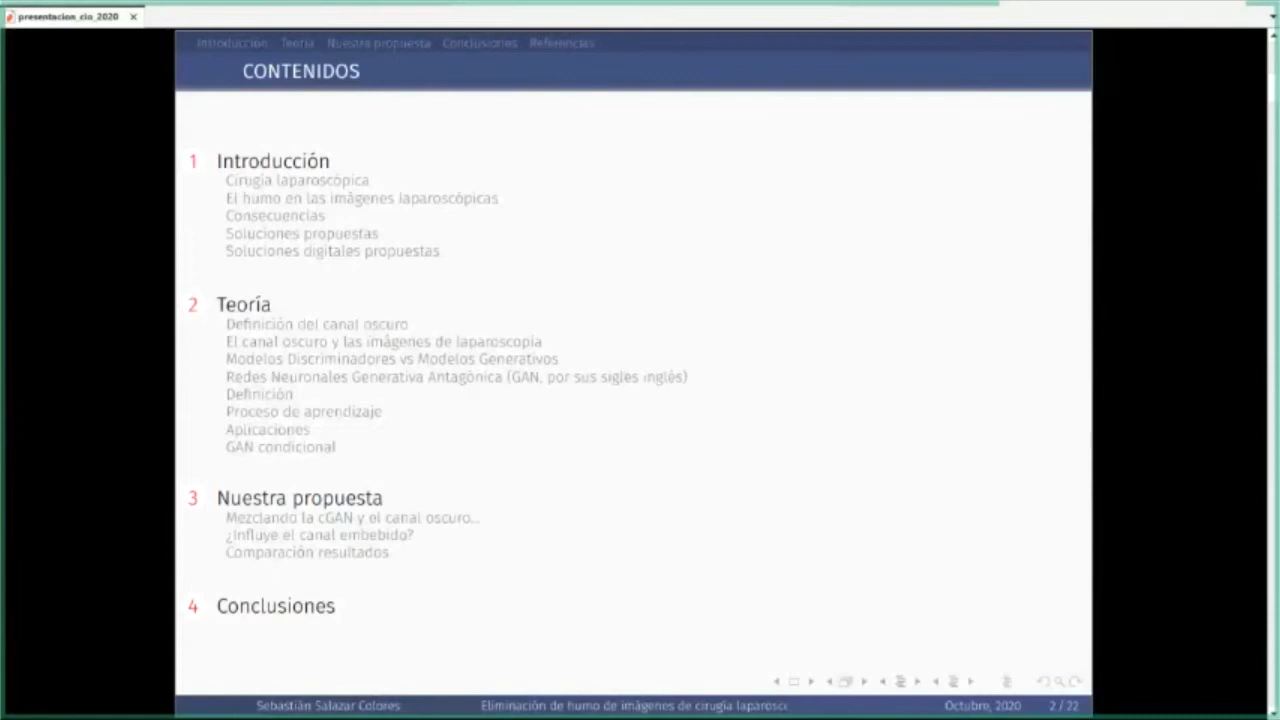 presentacion_cio_2020
Introducción Teoría Nuestra propuesta Conclusiones Referencias
CONTENIDOS
1 Introducción
Cirugía laparoscópica
El humo en las imágenes laparoscópicas
Consecuencias
Soluciones propuestas
Soluciones digitales propuestas
2 Teoría
Definición del canal oscuro
El canal oscuro y las imágenes de laparoscopia
Modelos Discriminadores vs Modelos Generativos
Redes Neuronales Generativa Antagónica (GAN, por sus sigles inglés)
Definición
Proceso de aprendizaje
Aplicaciones
GAN condicional
3 Nuestra propuesta
Mezclando la cGAN y el canal oscuro...
¿Influye el canal embebido?
Comparación resultados
4 Conclusiones
Sebastián Salazar Colores Eliminación de humo de imágenes de cirugía laparosc Octubre, 2020 2 / 22